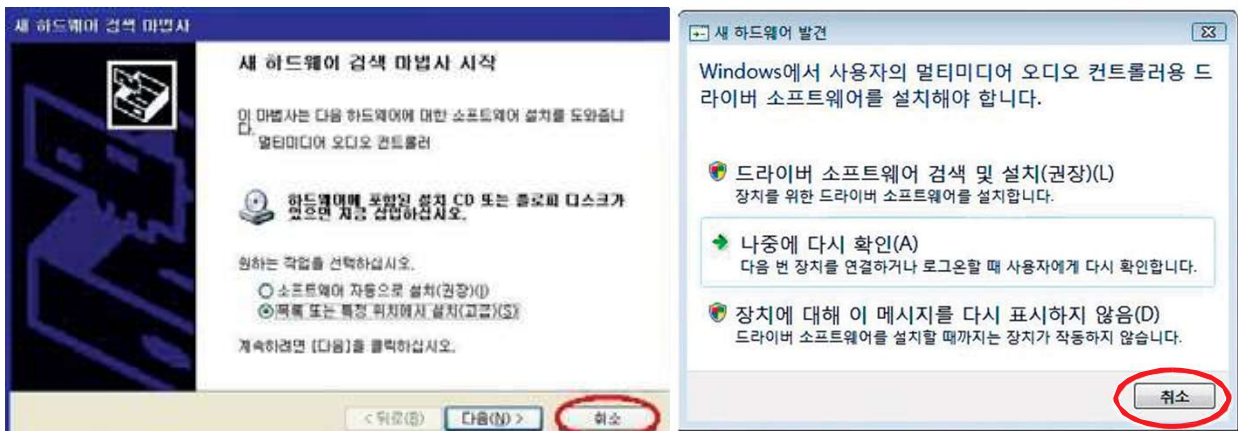 새 하드웨어 검색 마법사
새 하드웨어 검색 마법사 시작
이 마법사는 다음 하드웨어에 대한 소프트웨어 설치를 도와줍니
다.
멀티미디어 오디오 컨트롤러
하드웨어에 포함된 설치 CD 또는 플로피 디스크가
있으면 지금 삽입하십시오.
원하는 작업을 선택하십시오.
소프트웨어 자동으로 설치(권장)(I)
목록 또는 특정 위치에서 설치(고급)(S)
계속하려면 [다음]을 클릭하십시오.
< 뒤로(B)
다음(N) >
취소
새 하드웨어 발견
Windows에서 사용자의 멀티미디어 오디오 컨트롤러용 드
라이버 소프트웨어를 설치해야 합니다.
드라이버 소프트웨어 검색 및 설치(권장)(L)
장치를 위한 드라이버 소프트웨어를 설치합니다.
나중에 다시 확인(A)
다음 번 장치를 연결하거나 로그온할 때 사용자에게 다시 확인합니다.
장치에 대해 이 메시지를 다시 표시하지 않음(D)
드라이버 소프트웨어를 설치할 때까지는 장치가 작동하지 않습니다.
취소